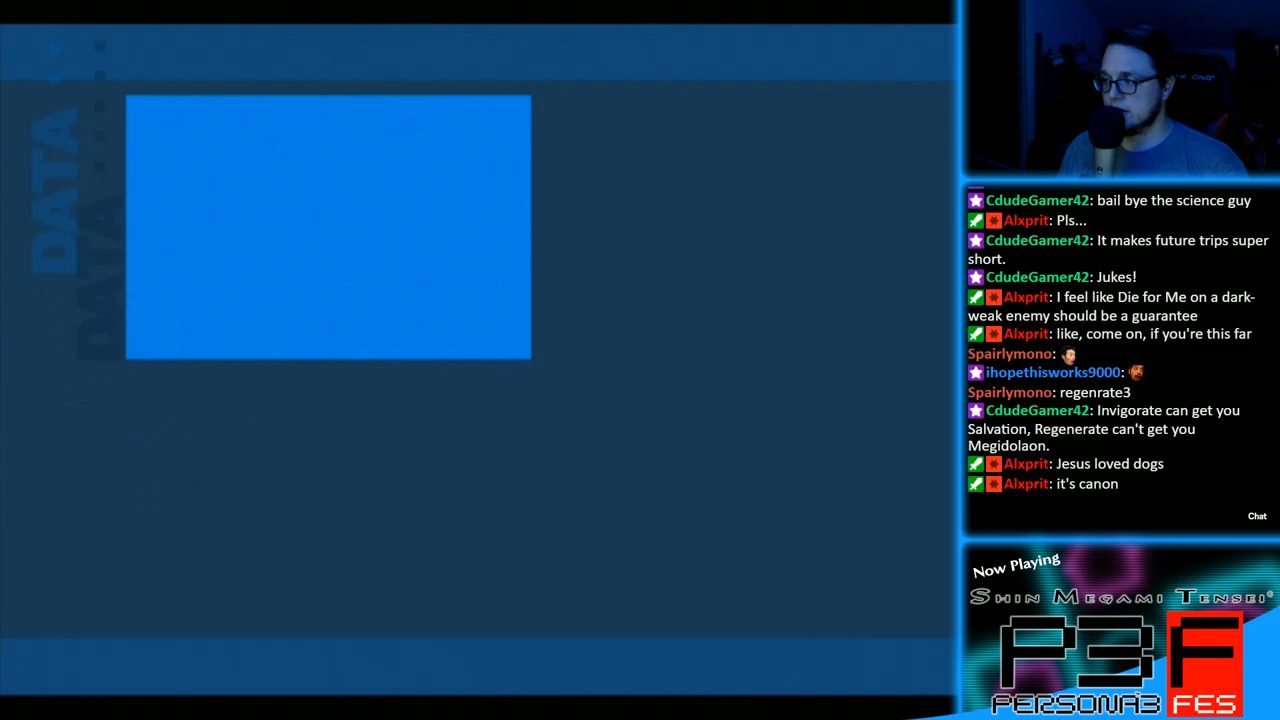 DATA
DATA
CdudeGamer42: bail bye the science guy
Alxprit: Pls...
CdudeGamer42: It makes future trips super
short.
CdudeGamer42: Jukes!
Alxprit: I feel like Die for Me on a dark-
weak enemy should be a guarantee
Alxprit: like, come on, if you're this far
Spairlymono:
ihopethisworks9000:
Spairlymono: regenrate3
CdudeGamer42: Invigorate can get you
Salvation, Regenerate can't get you
Megidolaon.
Alxprit: Jesus loved dogs
Alxprit: it's canon
Chat
Now Playing
SHIN MEGAMI TENSEI®
P3F
PERSONA3 FES